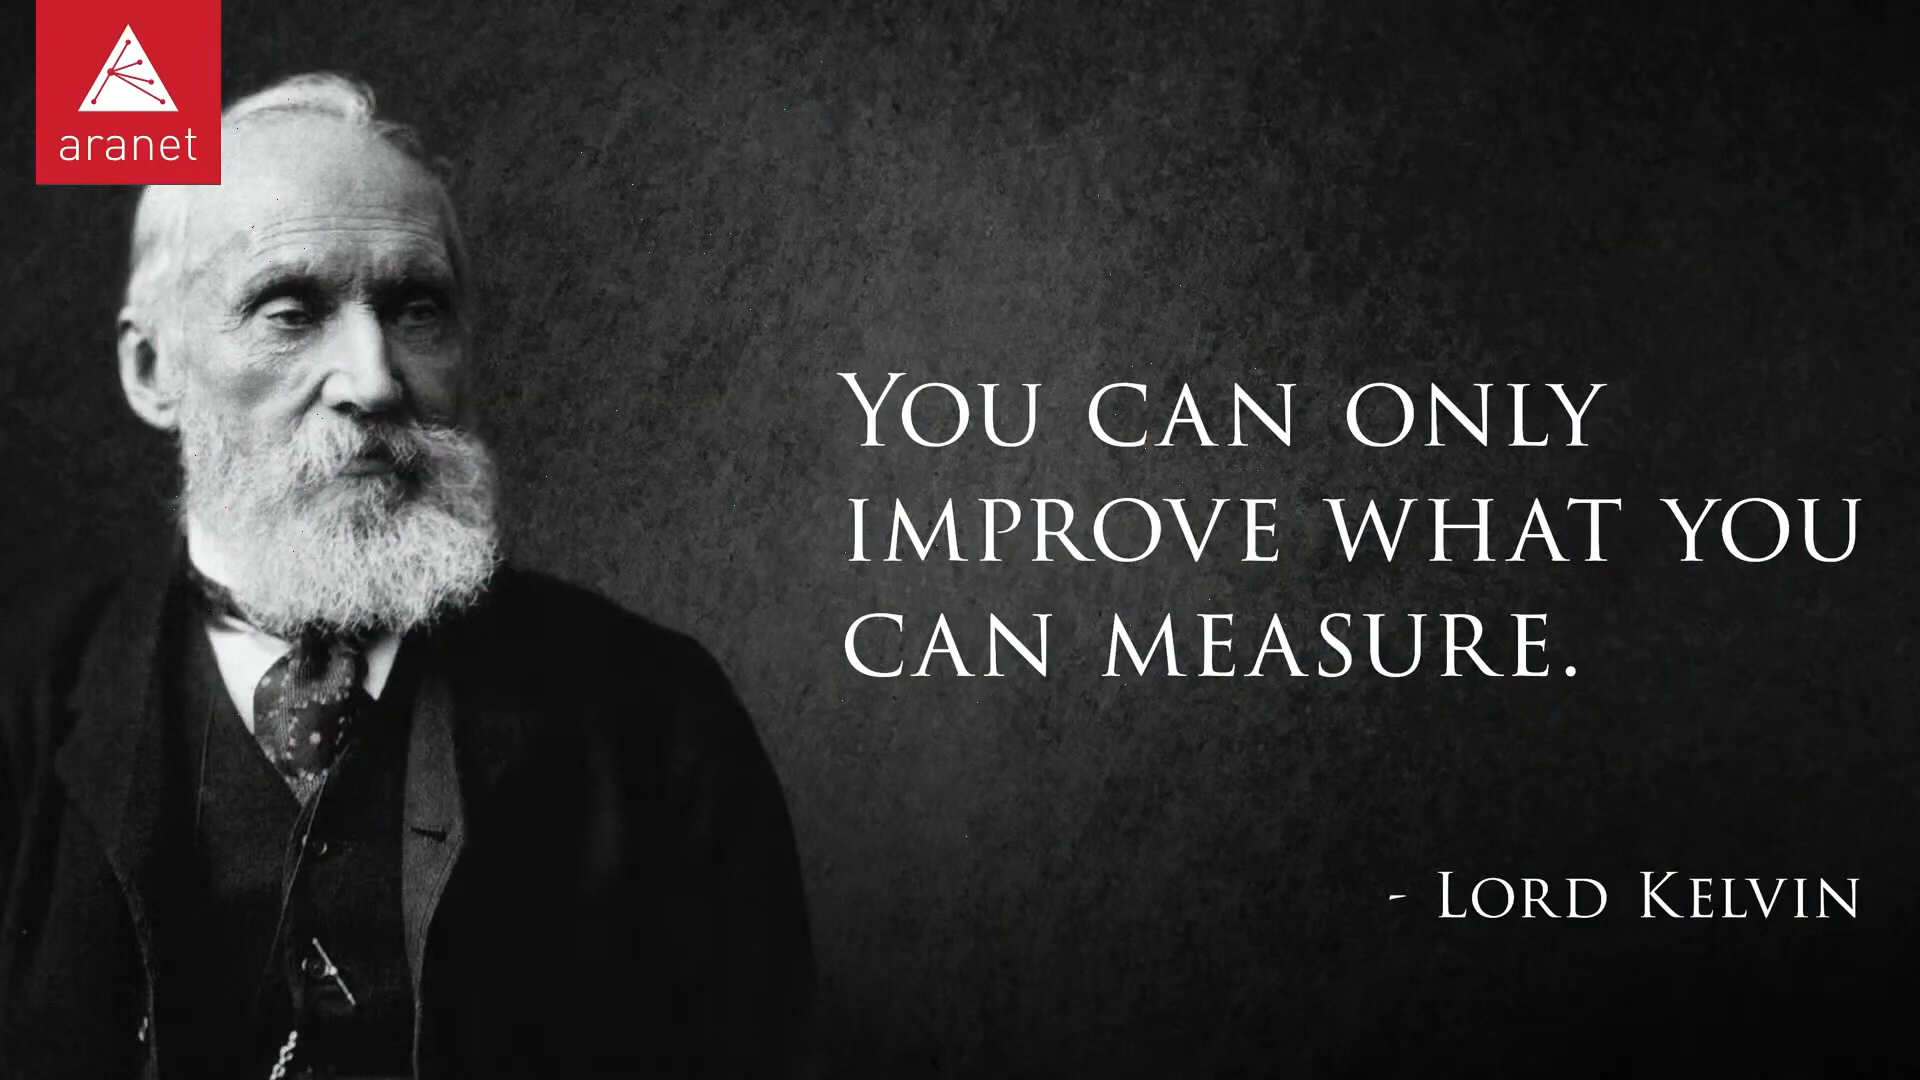 aranet
You can only
improve what you
can measure.
- Lord Kelvin